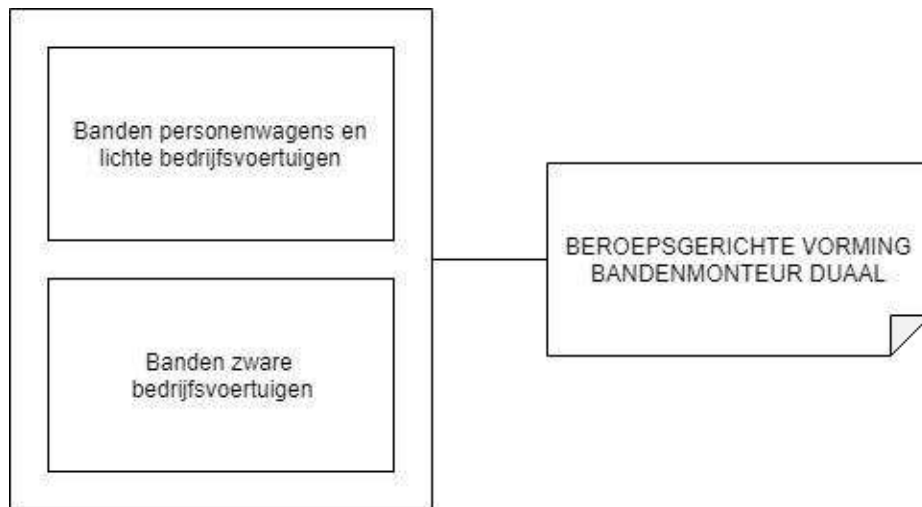 Banden personenwagens en
lichte bedrijfsvoertuigen
BEROEPSGERICHTE VORMING
BANDENMONTEUR DUAAL
Banden zware
bedrijfsvoertuigen